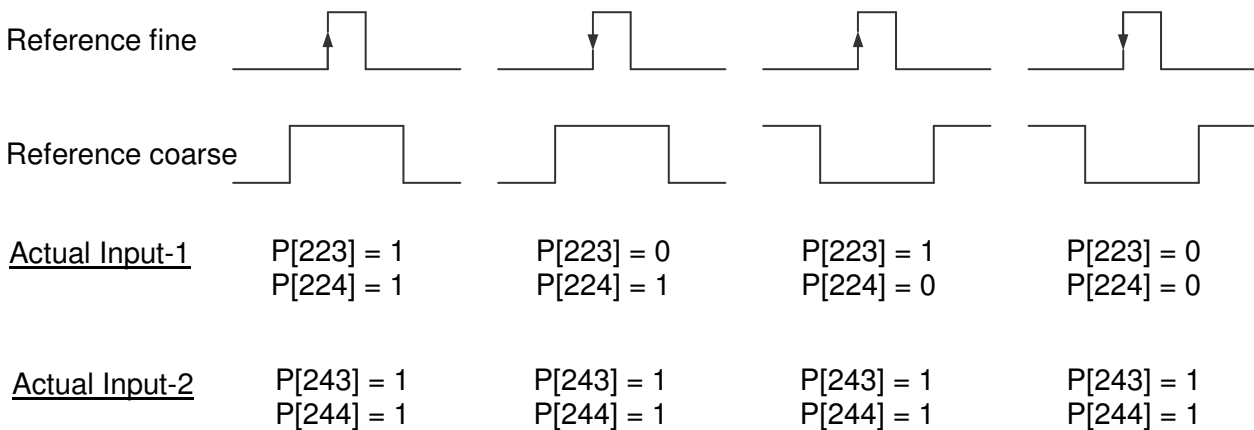 Reference fine
Reference coarse
Actual Input-1 P[223] = 1 P[223] = 0 P[223] = 1 P[223] = 0
P[224] = 1 P[224] = 1 P[224] = 0 P[224] = 0
Actual Input-2 P[243] = 1 P[243] = 1 P[243] = 1 P[243] = 1
P[244] = 1 P[244] = 1 P[244] = 1 P[244] = 1